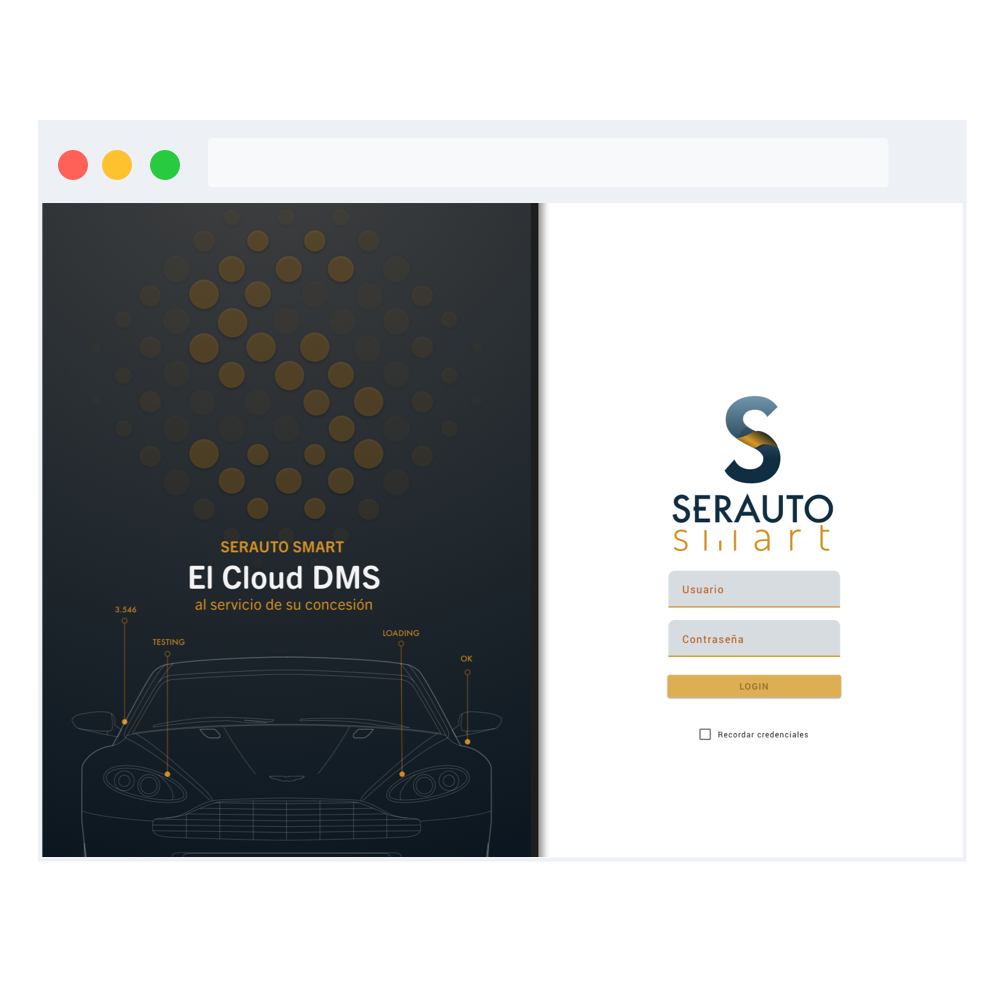 SERAUTO SMART
El Cloud DMS
al servicio de su concesión
3.546
TESTING
LOADING
OK
SERAUTO
smart
Usuario
Contraseña
LOGIN
Recordar credenciales